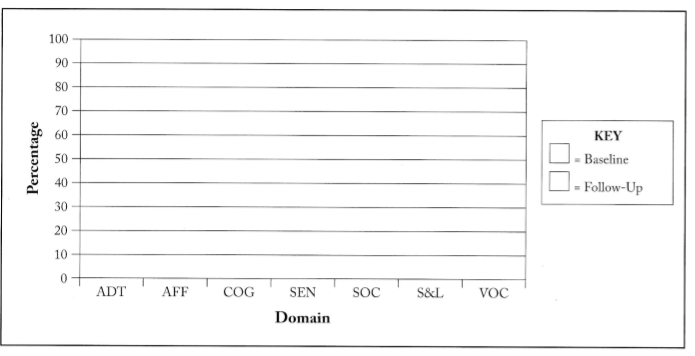 100
90
80
70
60
50
40
30
20
10
0
Percentage
ADT AFF COG SEN SOC S&L VOC
Domain
KEY
= Baseline
= Follow-Up